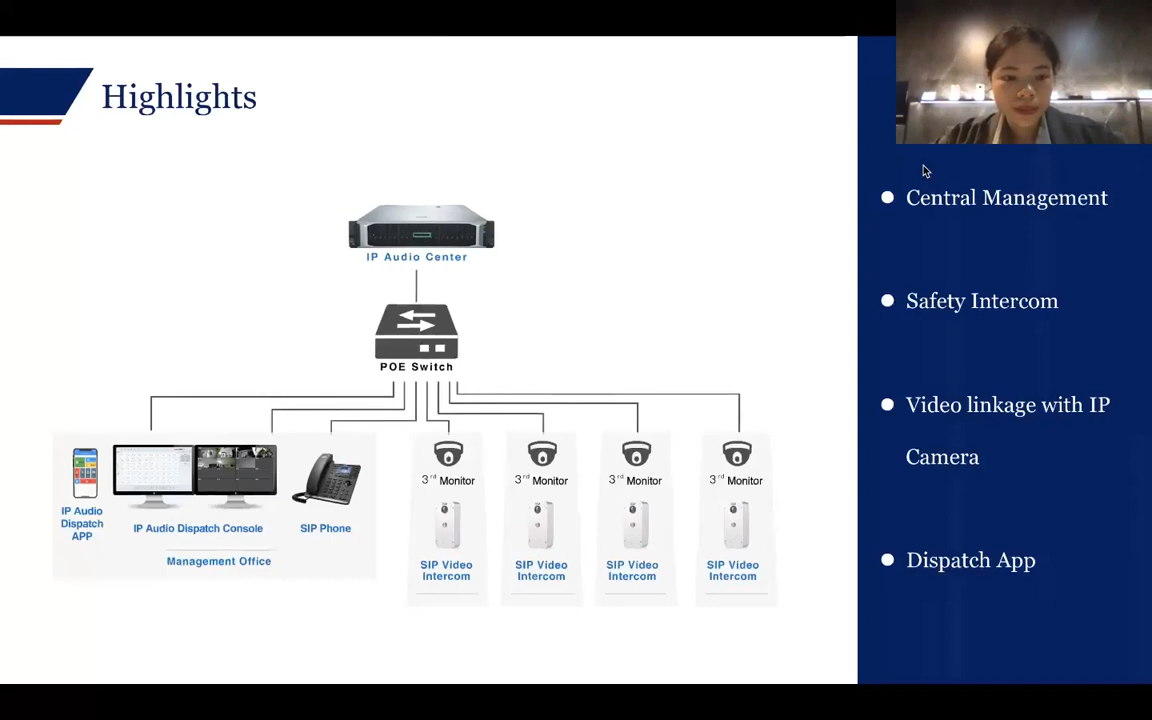 Highlights
IP Audio Center
POE Switch
IP Audio
Dispatch
APP
IP Audio Dispatch Console
SIP Phone
Management Office
3rd Monitor
SIP Video
Intercom
3rd Monitor
SIP Video
Intercom
3rd Monitor
SIP Video
Intercom
3rd Monitor
SIP Video
Intercom
Central Management
Safety Intercom
Video linkage with IP
Camera
Dispatch App